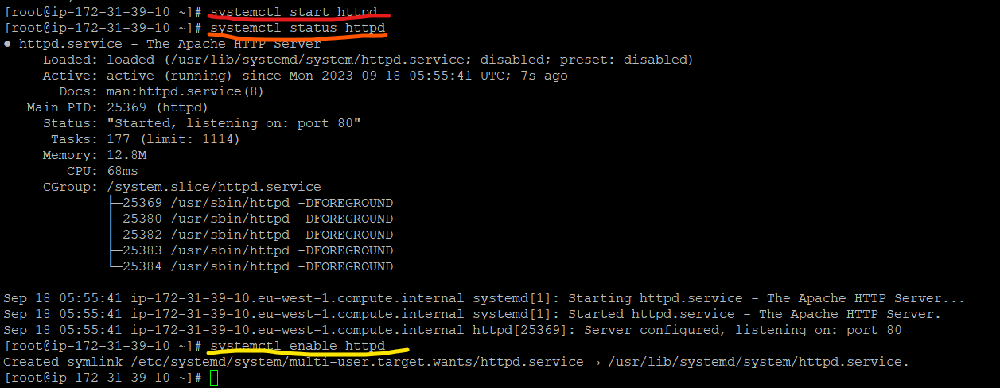 [root@ip-172-31-39-10 ~]# systemctl start httpd
[root@ip-172-31-39-10 ~]# systemctl status httpd
● httpd.service - The Apache HTTP Server
     Loaded: loaded (/usr/lib/systemd/system/httpd.service; disabled; preset: disabled)
     Active: active (running) since Mon 2023-09-18 05:55:41 UTC; 7s ago
       Docs: man:httpd.service(8)
   Main PID: 25369 (httpd)
     Status: "Started, listening on: port 80"
      Tasks: 177 (limit: 1114)
     Memory: 12.8M
        CPU: 68ms
     CGroup: /system.slice/httpd.service
             ├─25369 /usr/sbin/httpd -DFOREGROUND
             ├─25380 /usr/sbin/httpd -DFOREGROUND
             ├─25382 /usr/sbin/httpd -DFOREGROUND
             ├─25383 /usr/sbin/httpd -DFOREGROUND
             └─25384 /usr/sbin/httpd -DFOREGROUND
Sep 18 05:55:41 ip-172-31-39-10.eu-west-1.compute.internal systemd[1]: Starting httpd.service - The Apache HTTP Server...
Sep 18 05:55:41 ip-172-31-39-10.eu-west-1.compute.internal systemd[1]: Started httpd.service - The Apache HTTP Server.
Sep 18 05:55:41 ip-172-31-39-10.eu-west-1.compute.internal httpd[25369]: Server configured, listening on: port 80
[root@ip-172-31-39-10 ~]# systemctl enable httpd
Created symlink /etc/systemd/system/multi-user.target.wants/httpd.service → /usr/lib/systemd/system/httpd.service.
[root@ip-172-31-39-10 ~]#